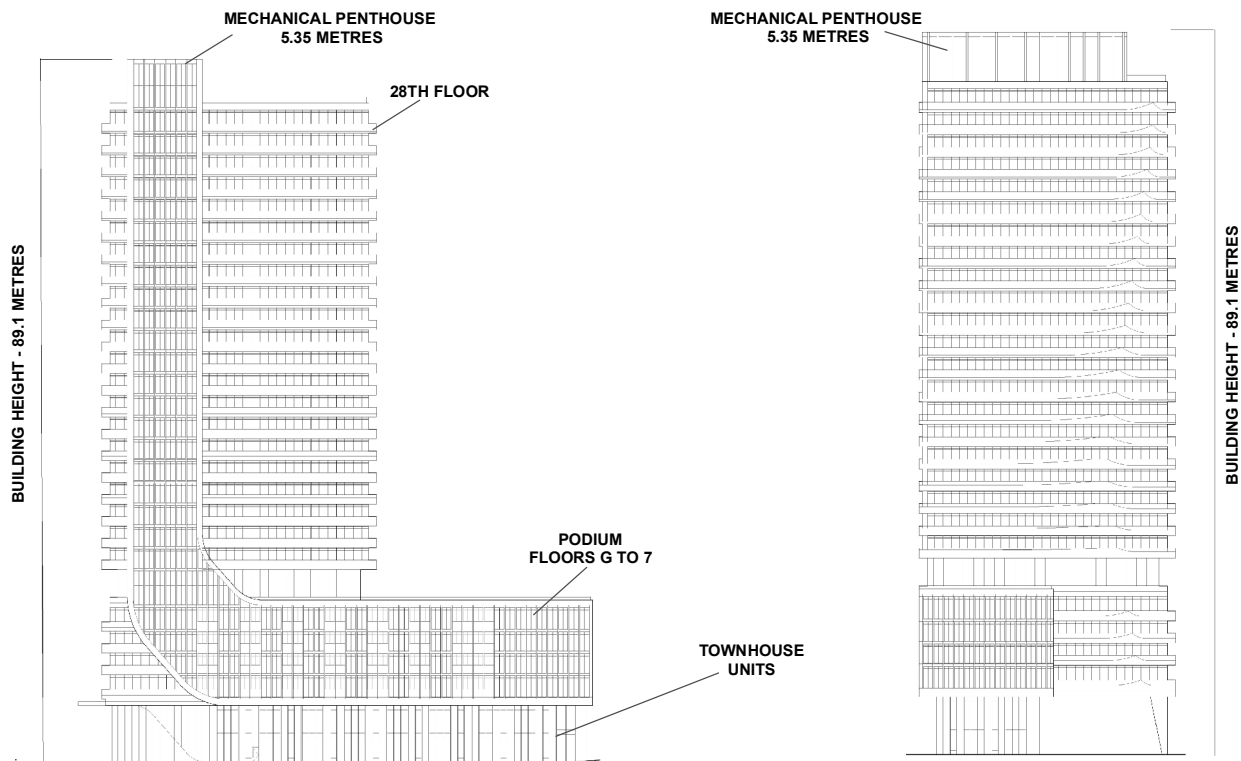 MECHANICAL PENTHOUSE
5.35 METRES
28TH FLOOR
BUILDING HEIGHT - 89.1 METRES
PODIUM
FLOORS G TO 7
TOWNHOUSE
UNITS
MECHANICAL PENTHOUSE
5.35 METRES
BUILDING HEIGHT - 89.1 METRES